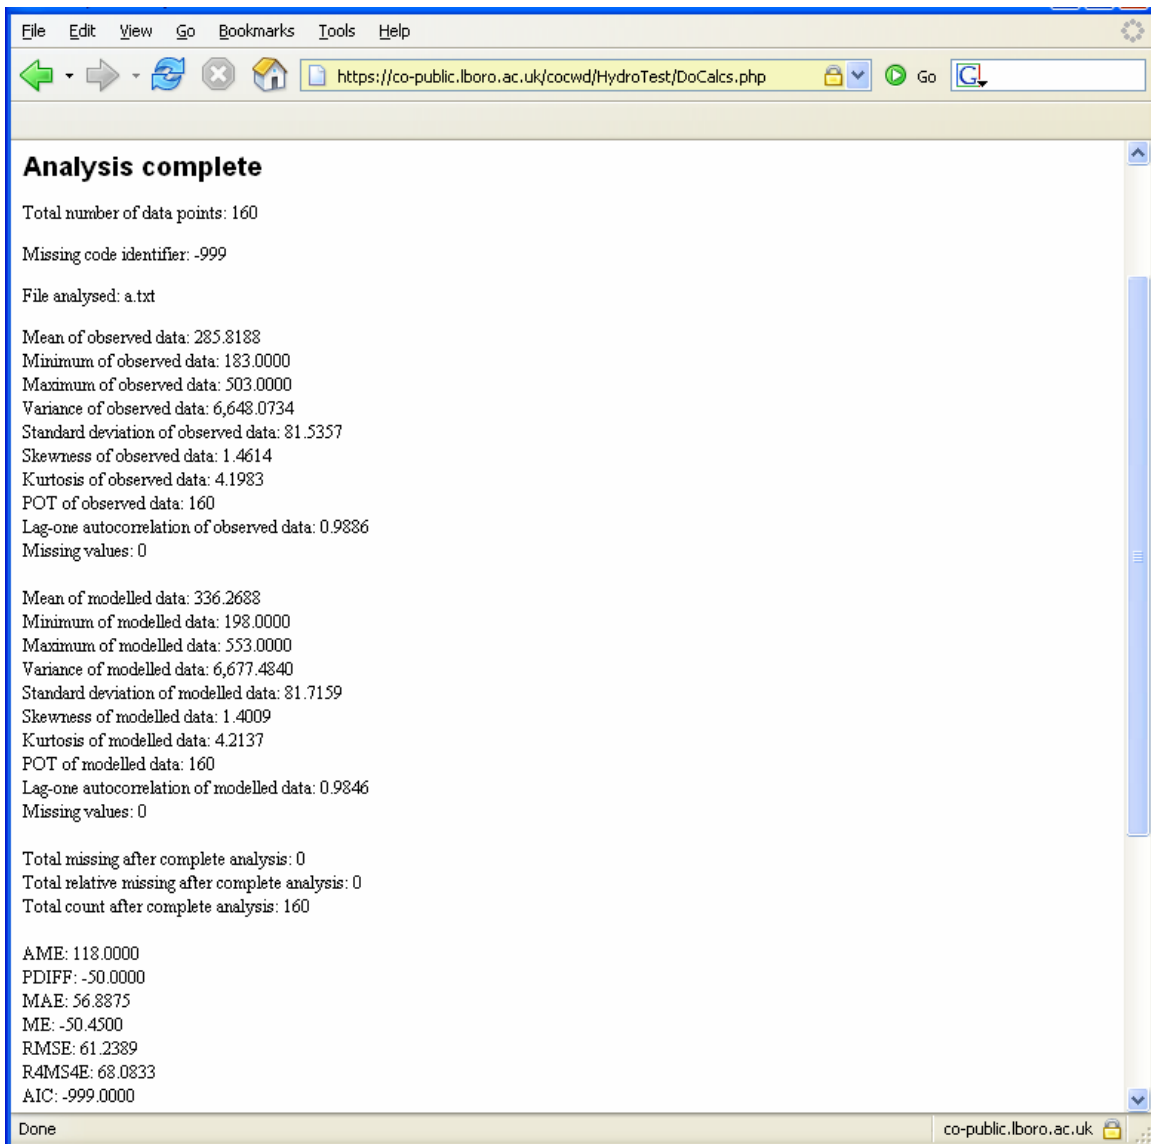 File Edit View Go Bookmarks Tools Help
https://co-public.lboro.ac.uk/cocwd/HydroTest/DoCalcs.php Go G
Analysis complete
Total number of data points: 160
Missing code identifier: -999
File analysed: a.txt
Mean of observed data: 285.8188
Minimum of observed data: 183.0000
Maximum of observed data: 503.0000
Variance of observed data: 6,648.0734
Standard deviation of observed data: 81.5357
Skewness of observed data: 1.4614
Kurtosis of observed data: 4.1983
POT of observed data: 160
Lag-one autocorrelation of observed data: 0.9886
Missing values: 0
Mean of modelled data: 336.2688
Minimum of modelled data: 198.0000
Maximum of modelled data: 553.0000
Variance of modelled data: 6,677.4840
Standard deviation of modelled data: 81.7159
Skewness of modelled data: 1.4009
Kurtosis of modelled data: 4.2137
POT of modelled data: 160
Lag-one autocorrelation of modelled data: 0.9846
Missing values: 0
Total missing after complete analysis: 0
Total relative missing after complete analysis: 0
Total count after complete analysis: 160
AME: 118.0000
PDIFF: -50.0000
MAE: 56.8875
ME: -50.4500
RMSE: 61.2389
R4MS4E: 68.0833
AIC: -999.0000
Done co-public.lboro.ac.uk